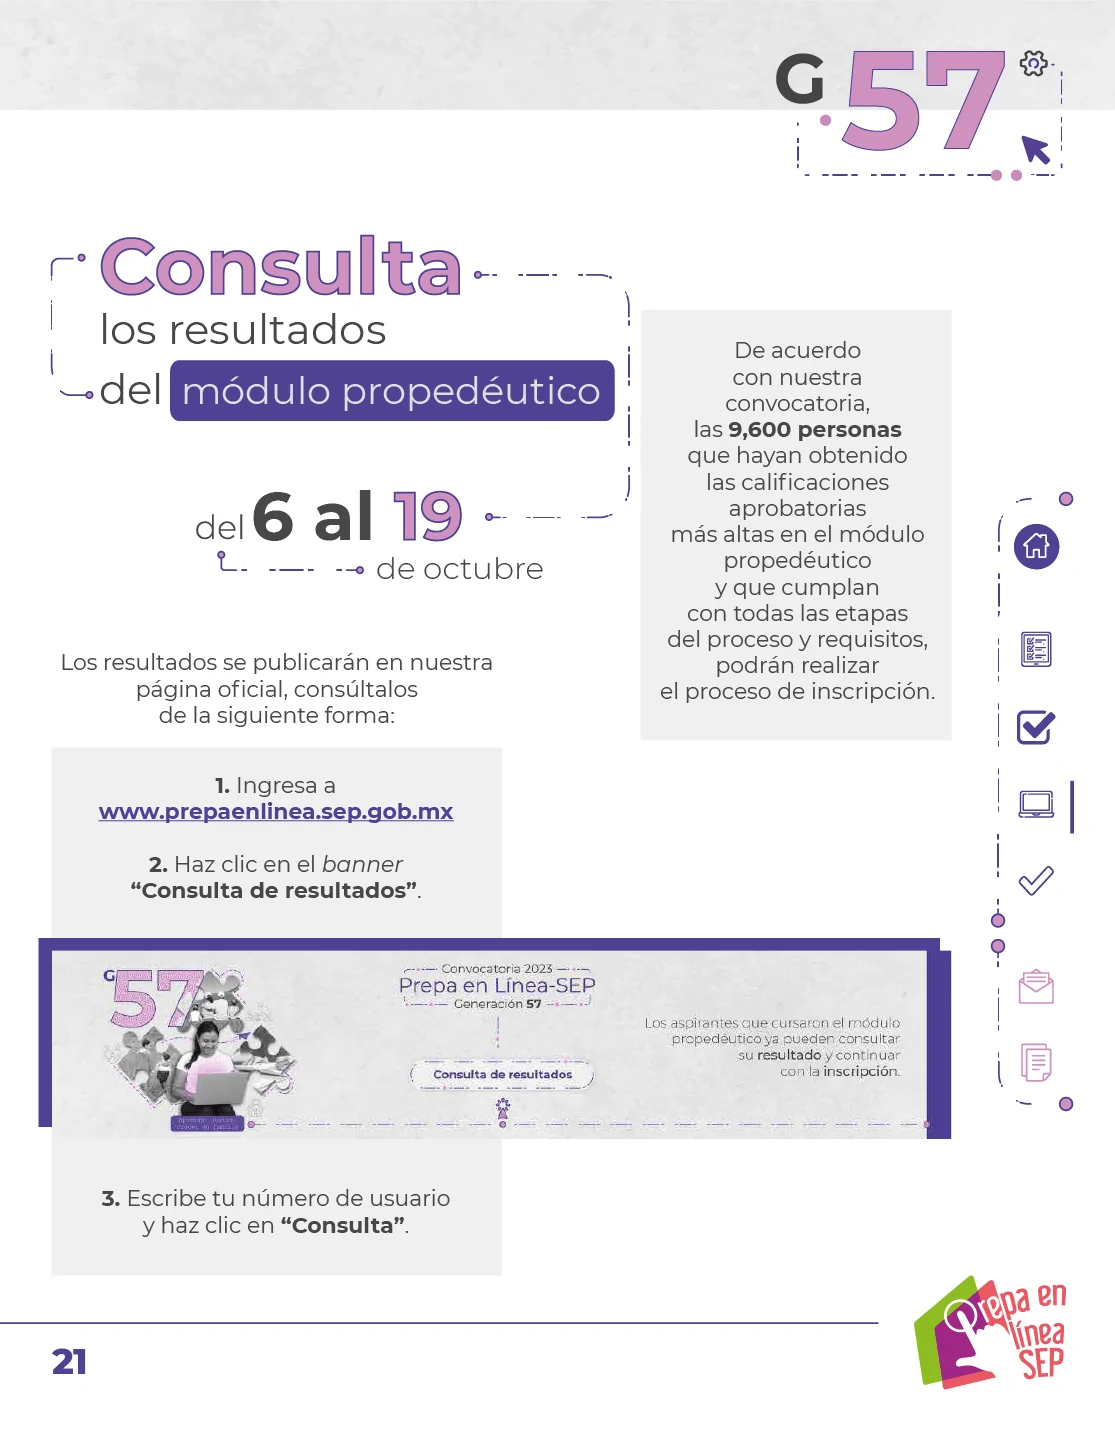 G 57
Consulta
los resultados
del módulo propedéutico
del 6 al 19
de octubre
De acuerdo
con nuestra
convocatoria,
las 9,600 personas
que hayan obtenido
las calificaciones
aprobatorias
más altas en el módulo
propedéutico
y que cumplan
con todas las etapas
del proceso y requisitos,
podrán realizar
el proceso de inscripción.
Los resultados se publicarán en nuestra
página oficial, consúltalos
de la siguiente forma:
1. Ingresa a
www.prepaenlinea.sep.gob.mx
2. Haz clic en el banner
“Consulta de resultados”.
G57
Convocatoria 2023
Prepa en Línea-SEP
Generación 57
Consulta de resultados
Los aspirantes que cursaron el módulo
propedéutico ya pueden consultar
su resultado y continuar
con la inscripción.
3. Escribe tu número de usuario
y haz clic en “Consulta”.
21
Prepa en
línea
SEP